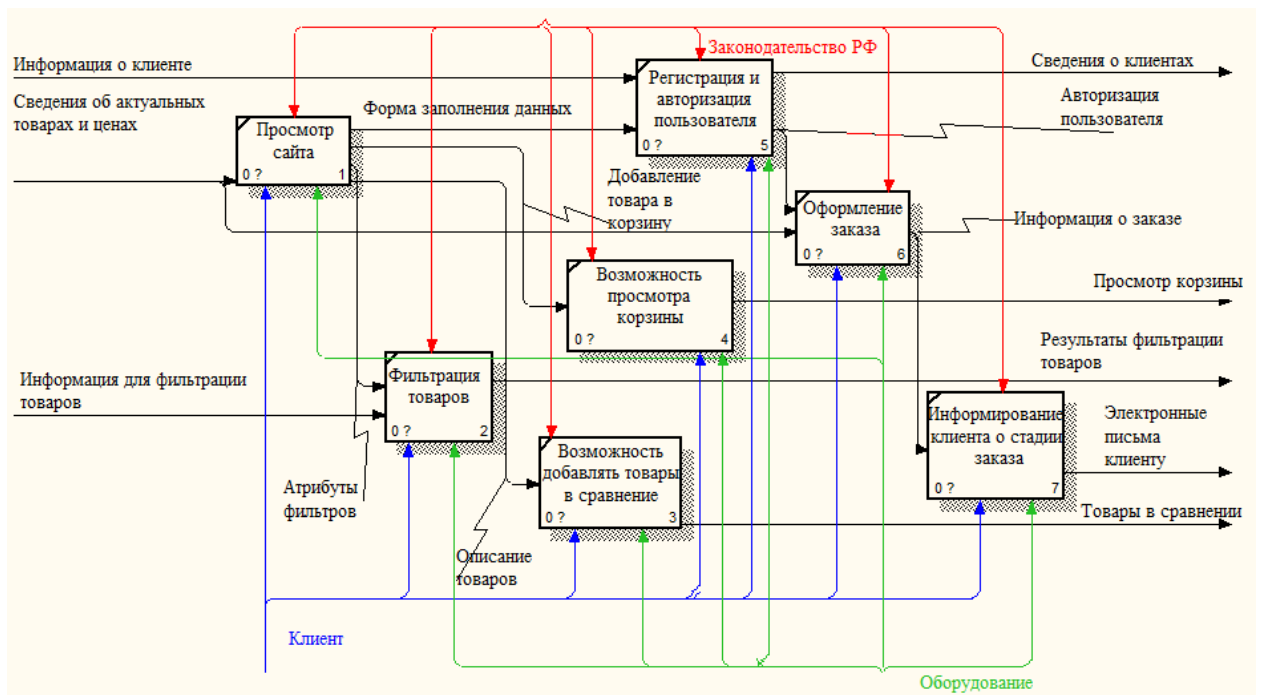 Законодательство РФ
Информация о клиенте
Сведения о клиентах
Регистрация и
авторизация
пользователя
0 ?
5
Сведения об актуальных
товарах и ценах
Форма заполнения данных
Авторизация
пользователя
Просмотр
сайта
0 ?
1
Добавление
товара в
корзину
Оформление
заказа
0 ?
6
Информация о заказе
Возможность
просмотра
корзины
0 ?
4
Просмотр корзины
Результаты фильтрации
товаров
Информация для фильтрации
товаров
Фильтрация
товаров
0 ?
2
Информирование
клиента о стадии
заказа
0 ?
7
Электронные
письма
клиенту
Возможность
добавлять товары
в сравнение
0 ?
3
Атрибуты
фильтров
Товары в сравнении
Описание
товаров
Клиент
Оборудование